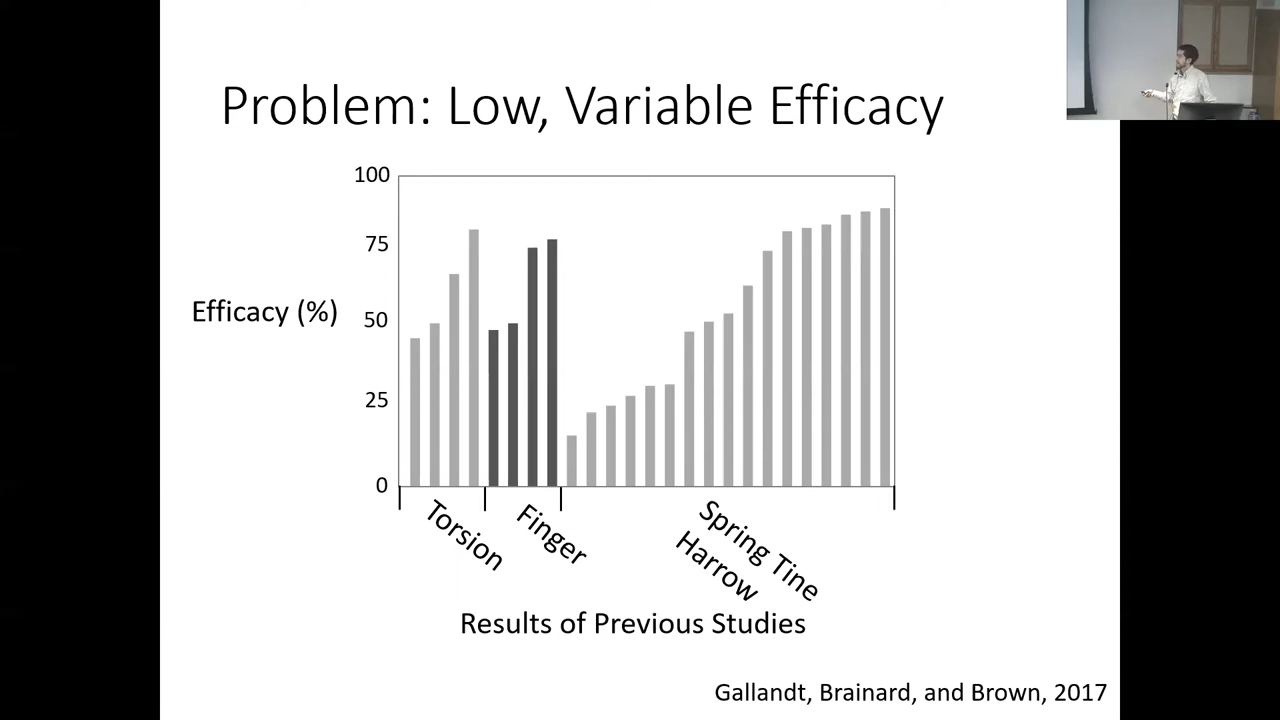 Problem: Low, Variable Efficacy
100
75
Efficacy (%)
50
25
0
Torsion
Finger
Spring Tine
Harrow
Results of Previous Studies
Gallandt, Brainard, and Brown, 2017